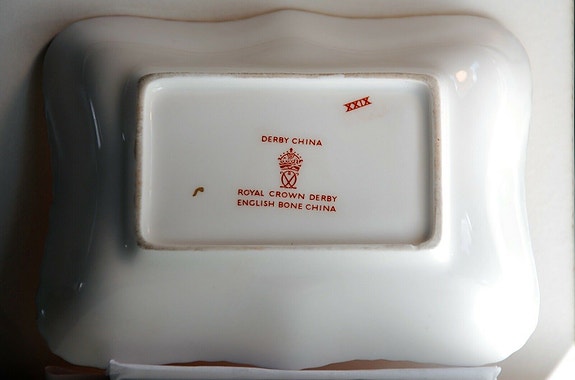 XXIX
DERBY CHINA
ROYAL CROWN DERBY
ENGLISH BONE CHINA